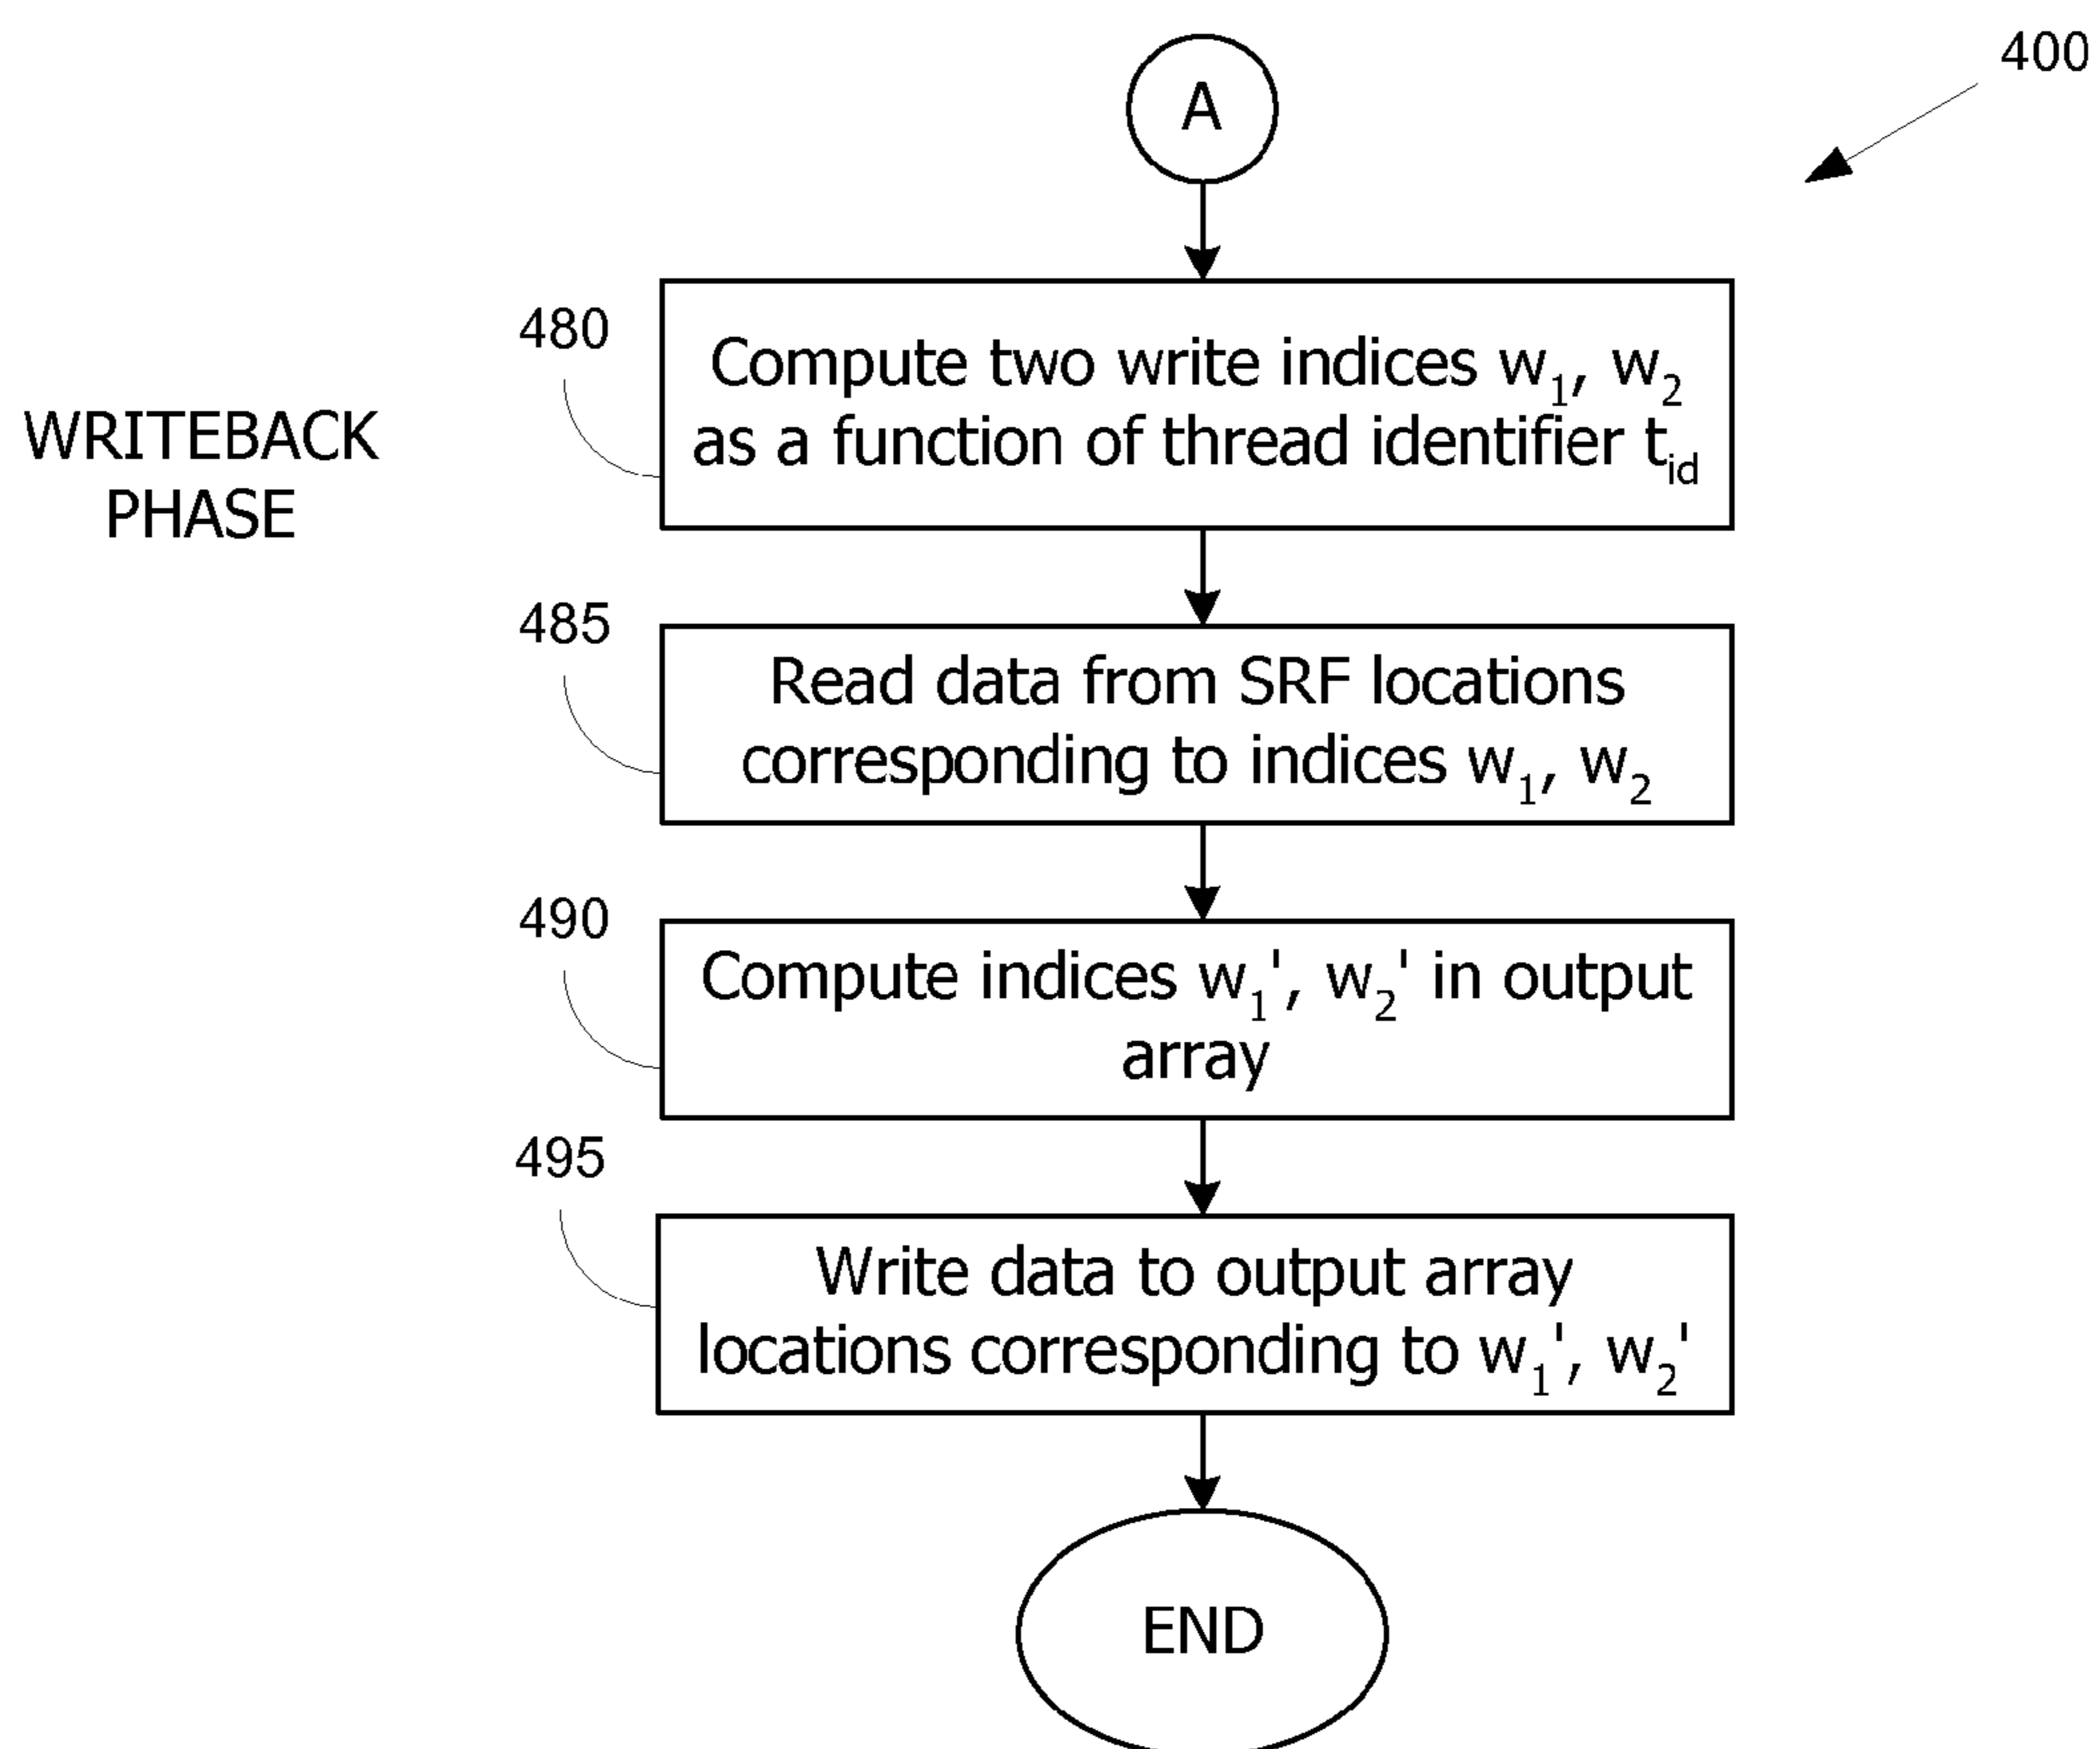 400
A
480
Compute two write indices w₁, w₂
as a function of thread identifier t_id
WRITEBACK
PHASE
485
Read data from SRF locations
corresponding to indices w₁, w₂
490
Compute indices w₁', w₂' in output
array
495
Write data to output array
locations corresponding to w₁', w₂'
END